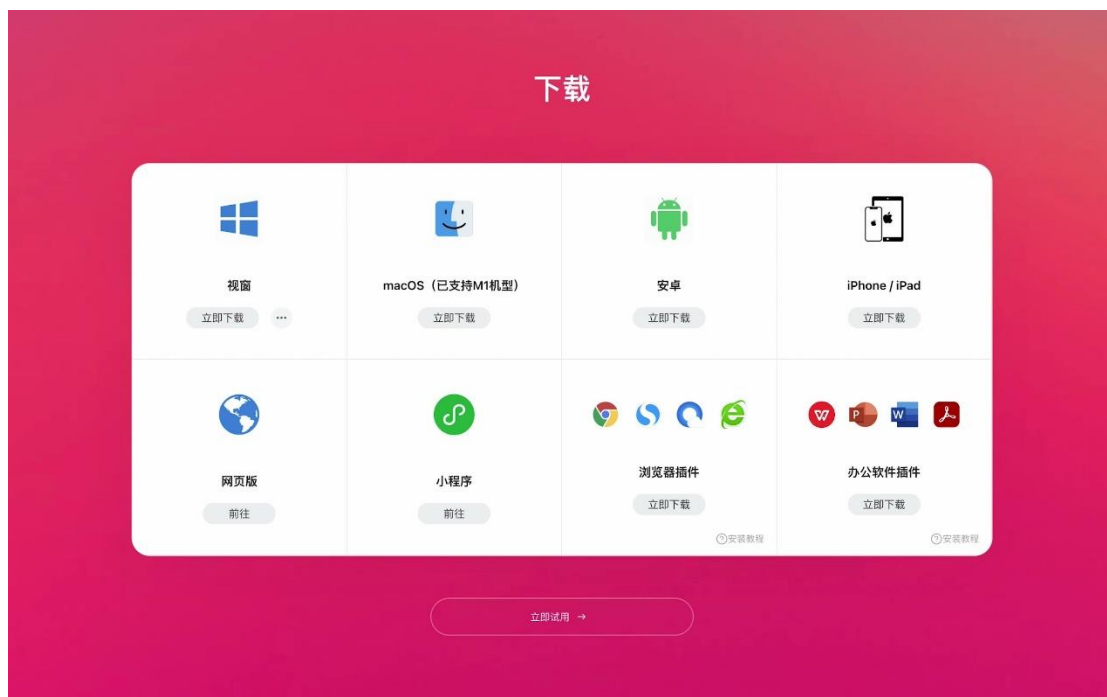 下载
视窗
立即下载 ···
macOS（已支持M1机型）
立即下载
安卓
立即下载
iPhone / iPad
立即下载
网页版
前往
小程序
前往
浏览器插件
立即下载
?安装教程
P W
办公软件插件
立即下载
?安装教程
立即试用 →